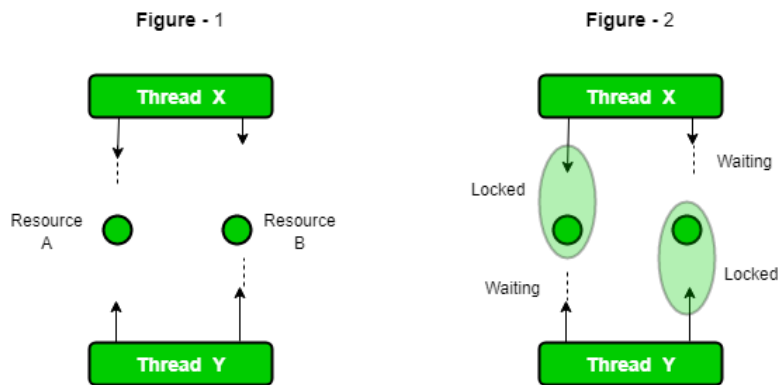 Figure - 1
Figure - 2
Thread X
Thread X
Waiting
Locked
Resource
A
Resource
B
Waiting
Locked
Thread Y
Thread Y